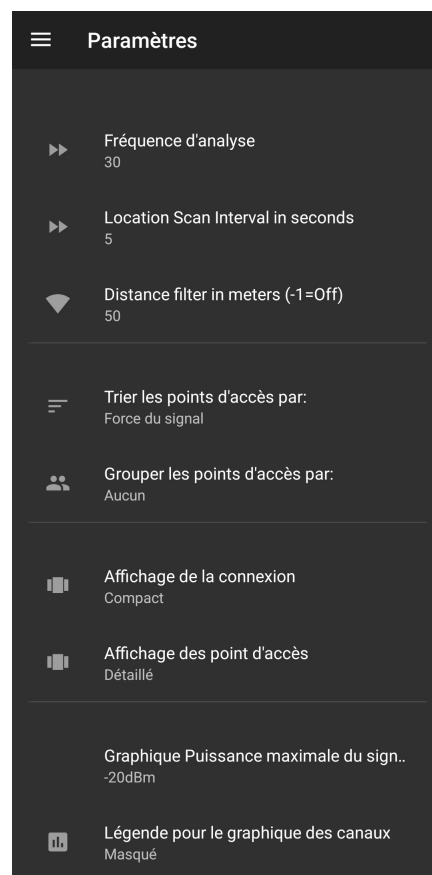 Paramètres
Fréquence d'analyse
30
Location Scan Interval in seconds
5
Distance filter in meters (-1=Off)
50
Trier les points d'accès par:
Force du signal
Grouper les points d'accès par:
Aucun
Affichage de la connexion
Compact
Affichage des point d'accès
Détaillé
Graphique Puissance maximale du sign..
-20dBm
Légende pour le graphique des canaux
Masqué